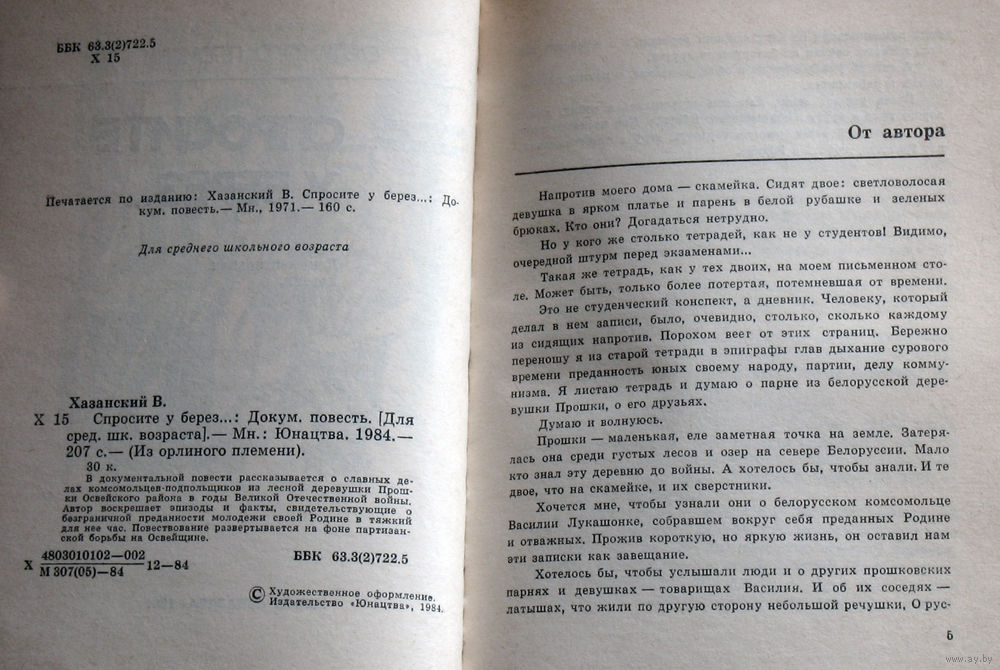 ББК 63.3(2)722.5
Х 15
Печатается по изданию: Хазанский В. Спросите у берез...: До-
кум. повесть.— Мн., 1971.— 160 с.
Для среднего школьного возраста
Хазанский В.
Х 15 Спросите у берез...: Докум. повесть. [Для
сред. шк. возраста].— Мн.: Юнацтва, 1984.—
207 с.— (Из орлиного племени).
30 к.
В документальной повести рассказывается о славных де-
лах комсомольцев-подпольщиков из лесной деревушки Прош-
ки Освейского района в годы Великой Отечественной войны.
Автор воскрешает эпизоды и факты, свидетельствующие о
безграничной преданности молодежи своей Родине в тяжкий
для нее час. Повествование развертывается на фоне партизан-
ской борьбы на Освейщине.
4803010102—002
Х 12—84 ББК 63.3(2)722.5
М 307(05)—84
© Художественное оформление.
Издательство «Юнацтва», 1984.
От автора
Напротив моего дома — скамейка. Сидят двое: светловолосая
девушка в ярком платье и парень в белой рубашке и зеленых
брюках. Кто они? Догадаться нетрудно.
Но у кого же столько тетрадей, как не у студентов! Видимо,
очередной штурм перед экзаменами...
Такая же тетрадь, как у тех двоих, на моем письменном сто-
ле. Может быть, только более потертая, потемневшая от времени.
Это не студенческий конспект, а дневник. Человеку, который
делал в нем записи, было, очевидно, столько, сколько каждому
из сидящих напротив. Порохом веет от этих страниц. Бережно
переношу я из старой тетради в эпиграфы глав дыхание сурового
времени преданность юных своему народу, партии, делу комму-
низма. Я листаю тетрадь и думаю о парне из белорусской дере-
вушки Прошки, о его друзьях.
Думаю и волнуюсь.
Прошки — маленькая, еле заметная точка на земле. Затеря-
лась она среди густых лесов и озер на севере Белоруссии. Мало
кто знал эту деревню до войны. А хотелось бы, чтобы знали. И те
двое, что на скамейке, и их сверстники.
Хочется мне, чтобы узнали они о белорусском комсомольце
Василии Лукашонке, собравшем вокруг себя преданных Родине
и отважных. Прожив короткую, но яркую жизнь, он оставил нам
эти записки как завещание.
Хотелось бы, чтобы услышали люди и о других прошковских
парнях и девушках — товарищах Василия. И об их соседях —
латышах, что жили по другую сторону небольшой речушки, О рус-
5
www.ay.by